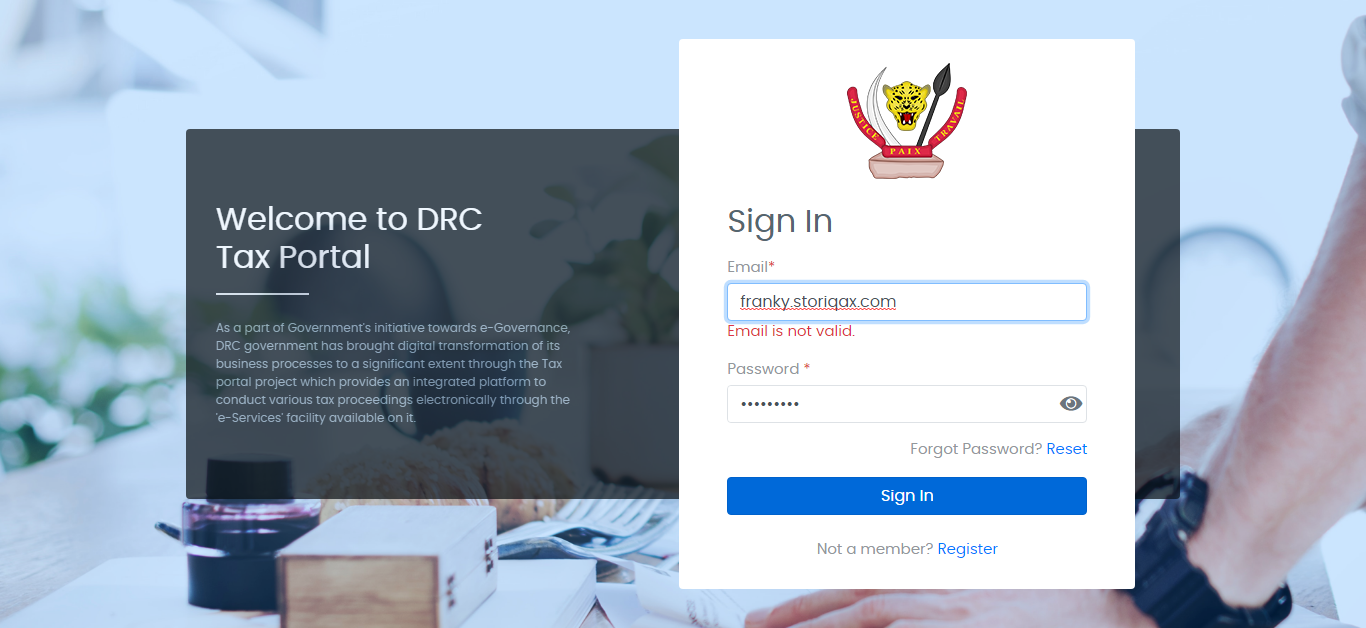 Welcome to DRC
Tax Portal
As a part of Government's initiative towards e-Governance,
DRC government has brought digital transformation of its
business processes to a significant extent through the Tax
portal project which provides an integrated platform to
conduct various tax proceedings electronically through the
'e-Services' facility available on it.
JUSTICE
PAIX
TRAVAIL
Sign In
Email*
franky.storiqax.com
Email is not valid.
Password *
•••••••••
Forgot Password? Reset
Sign In
Not a member? Register